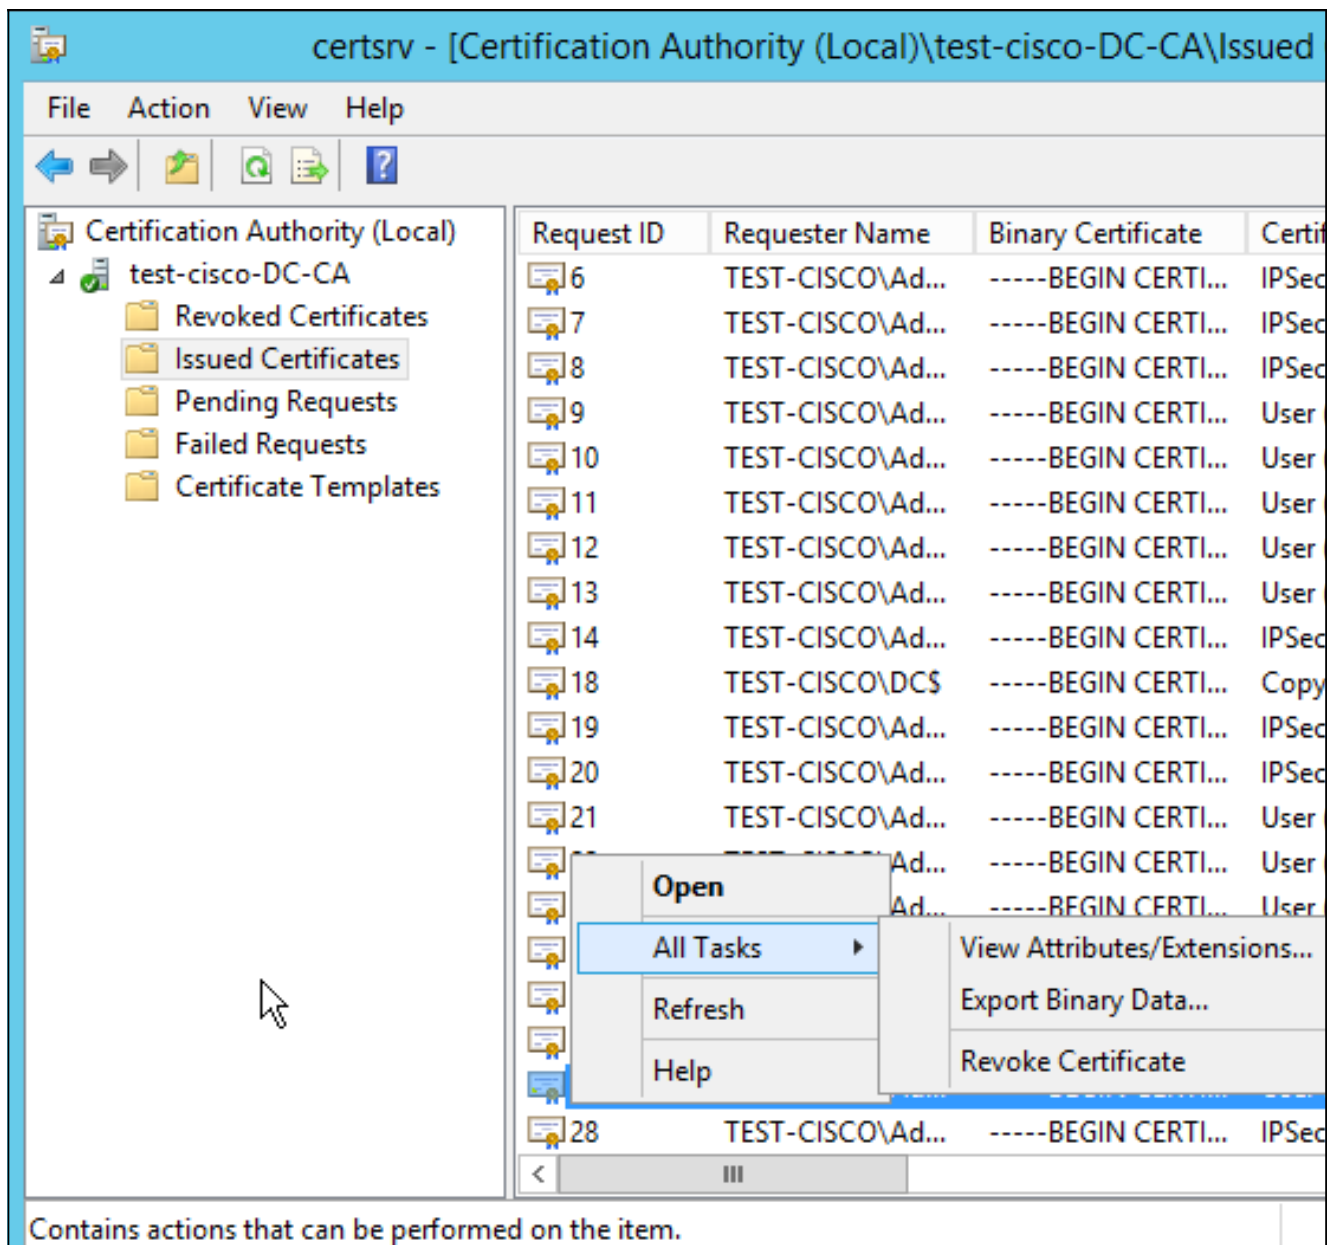 certsrv - [Certification Authority (Local)\test-cisco-DC-CA\Issued
File Action View Help
Certification Authority (Local)
test-cisco-DC-CA
Revoked Certificates
Issued Certificates
Pending Requests
Failed Requests
Certificate Templates
Request ID Requester Name Binary Certificate Certif
6 TEST-CISCO\Ad... -----BEGIN CERTI... IPSec
7 TEST-CISCO\Ad... -----BEGIN CERTI... IPSec
8 TEST-CISCO\Ad... -----BEGIN CERTI... IPSec
9 TEST-CISCO\Ad... -----BEGIN CERTI... User
10 TEST-CISCO\Ad... -----BEGIN CERTI... User
11 TEST-CISCO\Ad... -----BEGIN CERTI... User
12 TEST-CISCO\Ad... -----BEGIN CERTI... User
13 TEST-CISCO\Ad... -----BEGIN CERTI... User
14 TEST-CISCO\Ad... -----BEGIN CERTI... IPSec
18 TEST-CISCO\DC$ -----BEGIN CERTI... Copy
19 TEST-CISCO\Ad... -----BEGIN CERTI... IPSec
20 TEST-CISCO\Ad... -----BEGIN CERTI... IPSec
21 TEST-CISCO\Ad... -----BEGIN CERTI... User
Ad... -----BEGIN CERTI... User
Ad... -----BEGIN CERTI... User
Open
All Tasks
Refresh
Help
View Attributes/Extensions...
Export Binary Data...
Revoke Certificate
28 TEST-CISCO\Ad... -----BEGIN CERTI... IPSec
Contains actions that can be performed on the item.